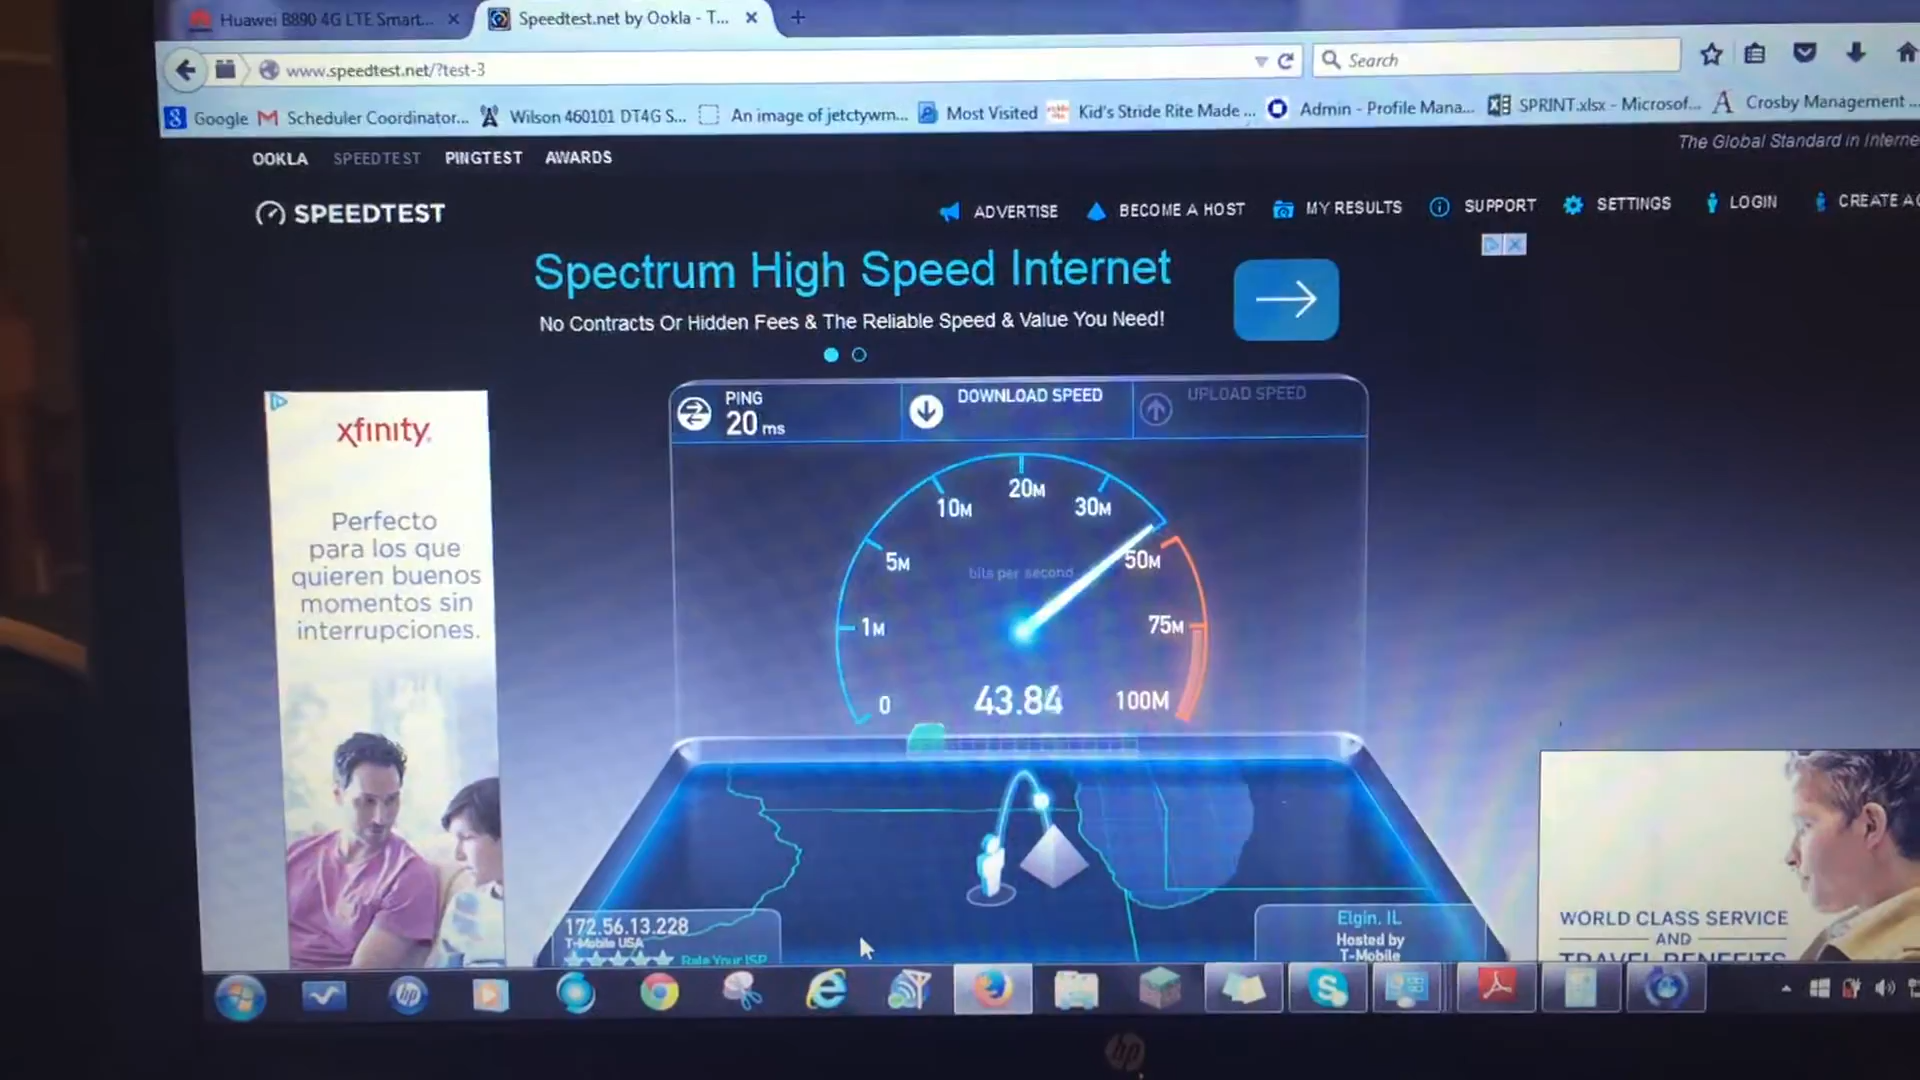 Huawei B890 4G LTE Smart...
Speedtest.net by Ookla - T...
www.speedtest.net/?test-3
Search
Google
Scheduler Coordinator...
Wilson 460101 DT4G S...
An image of jetctywm...
Most Visited
Kid's Stride Rite Made ...
Admin - Profile Mana...
SPRINT.xlsx - Microsof...
Crosby Management ...
OOKLA SPEEDTEST PINGTEST AWARDS
The Global Standard in Interne
SPEEDTEST
ADVERTISE
BECOME A HOST
MY RESULTS
SUPPORT
SETTINGS
LOGIN
CREATE AC
Spectrum High Speed Internet
No Contracts Or Hidden Fees & The Reliable Speed & Value You Need!
PING
20 ms
DOWNLOAD SPEED
UPLOAD SPEED
xfinity.
Perfecto
para los que
quieren buenos
momentos sin
interrupciones.
20M
10M
30M
5M
50M
bits per second
1M
75M
0
43.84
100M
172.56.13.228
T-Mobile USA
Rate Your ISP
Elgin, IL
Hosted by
T-Mobile
WORLD CLASS SERVICE
AND
TRAVEL BENEFITS
hp